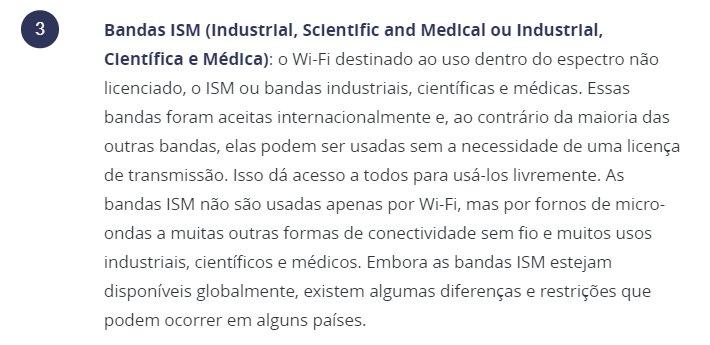 3
Bandas ISM (Industrial, Scientific and Medical ou Industrial,
Científica e Médica): o Wi-Fi destinado ao uso dentro do espectro não
licenciado, o ISM ou bandas industriais, científicas e médicas. Essas
bandas foram aceitas internacionalmente e, ao contrário da maioria das
outras bandas, elas podem ser usadas sem a necessidade de uma licença
de transmissão. Isso dá acesso a todos para usá-los livremente. As
bandas ISM não são usadas apenas por Wi-Fi, mas por fornos de micro-
ondas a muitas outras formas de conectividade sem fio e muitos usos
industriais, científicos e médicos. Embora as bandas ISM estejam
disponíveis globalmente, existem algumas diferenças e restrições que
podem ocorrer em alguns países.